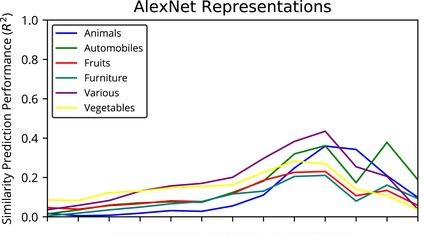 AlexNet Representations
Similarity Prediction Performance (R²)
1.0
0.8
0.6
0.4
0.2
0.0
Animals
Automobiles
Fruits
Furniture
Various
Vegetables